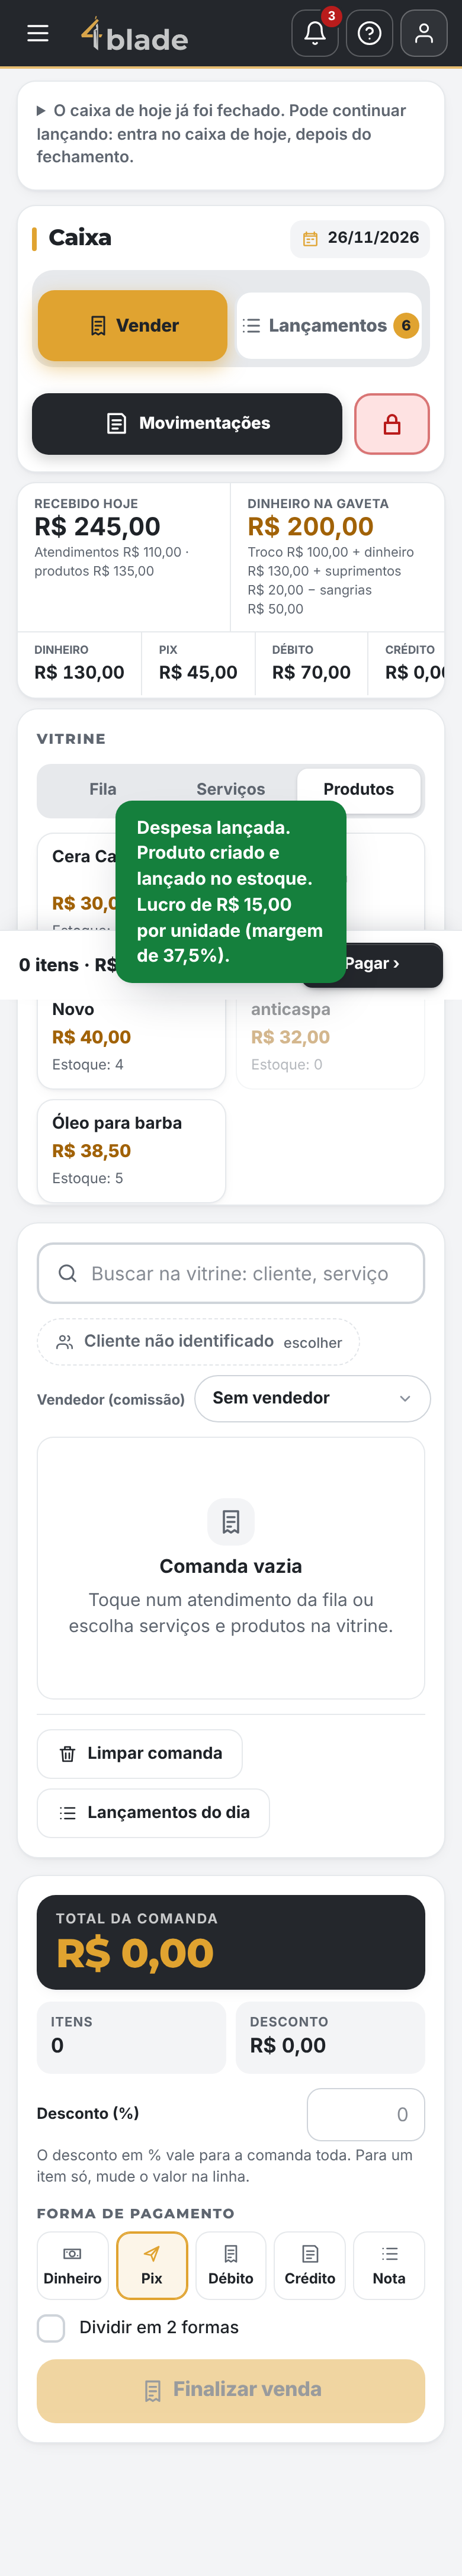 4blade
3
▶ O caixa de hoje já foi fechado. Pode continuar
lançando: entra no caixa de hoje, depois do
fechamento.
Caixa
26/11/2026
Vender
Lançamentos 6
Movimentações
RECEBIDO HOJE
R$ 245,00
Atendimentos R$ 110,00 ·
produtos R$ 135,00
DINHEIRO NA GAVETA
R$ 200,00
Troco R$ 100,00 + dinheiro
R$ 130,00 + suprimentos
R$ 20,00 − sangrias
R$ 50,00
DINHEIRO
R$ 130,00
PIX
R$ 45,00
DÉBITO
R$ 70,00
CRÉDITO
R$ 0,00
VITRINE
Fila
Serviços
Produtos
Despesa lançada.
Produto criado e
lançado no estoque.
Lucro de R$ 15,00
por unidade (margem
de 37,5%).
Cera
R$ 30,0
0 itens · R$
Pagar ›
Novo
R$ 40,00
Estoque: 4
anticaspa
R$ 32,00
Estoque: 0
Óleo para barba
R$ 38,50
Estoque: 5
Buscar na vitrine: cliente, serviço
Cliente não identificado escolher
Vendedor (comissão)
Sem vendedor
Comanda vazia
Toque num atendimento da fila ou
escolha serviços e produtos na vitrine.
Limpar comanda
Lançamentos do dia
TOTAL DA COMANDA
R$ 0,00
ITENS
0
DESCONTO
R$ 0,00
Desconto (%)
0
O desconto em % vale para a comanda toda. Para um
item só, mude o valor na linha.
FORMA DE PAGAMENTO
Dinheiro
Pix
Débito
Crédito
Nota
Dividir em 2 formas
Finalizar venda